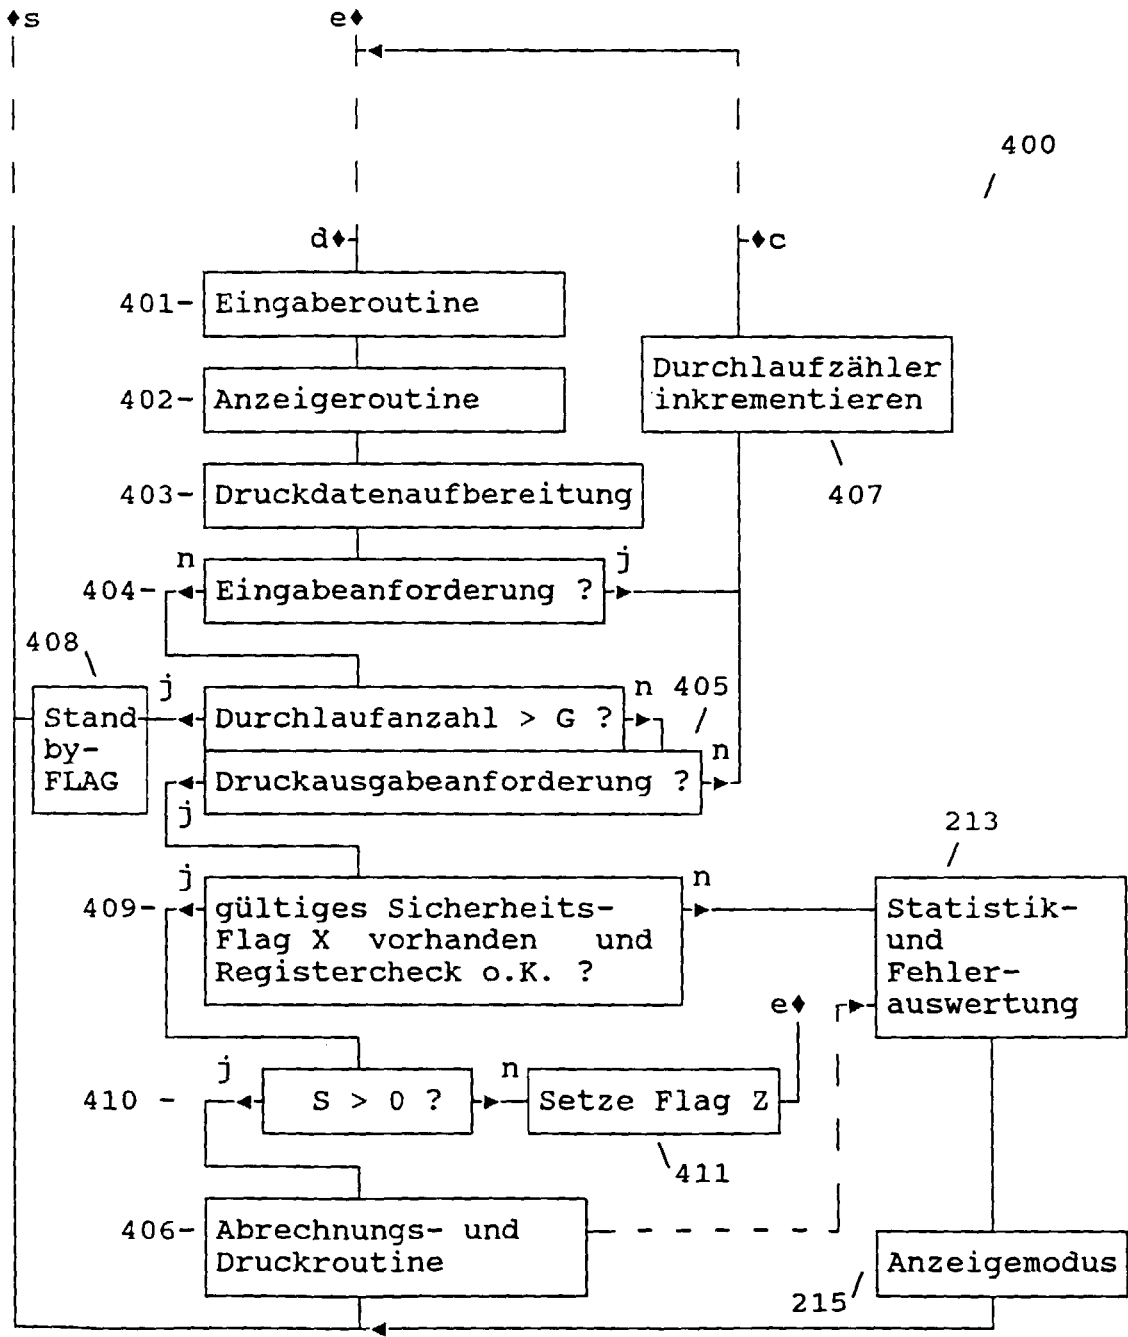 ♦s
e♦
400
d♦
♦c
401-
Eingaberoutine
Durchlaufzähler
inkrementieren
402-
Anzeigeroutine
407
403-
Druckdatenaufbereitung
n
j
404-
Eingabeanforderung ?
408
j
n
405
Stand
by-
FLAG
Durchlaufanzahl > G ?
n
Druckausgabeanforderung ?
j
213
j
n
409-
gültiges Sicherheits-
Flag X vorhanden und
Registercheck o.K. ?
Statistik-
und
Fehler-
auswertung
e♦
j
n
410 -
S > 0 ?
Setze Flag Z
411
406-
Abrechnungs- und
Druckroutine
Anzeigemodus
215